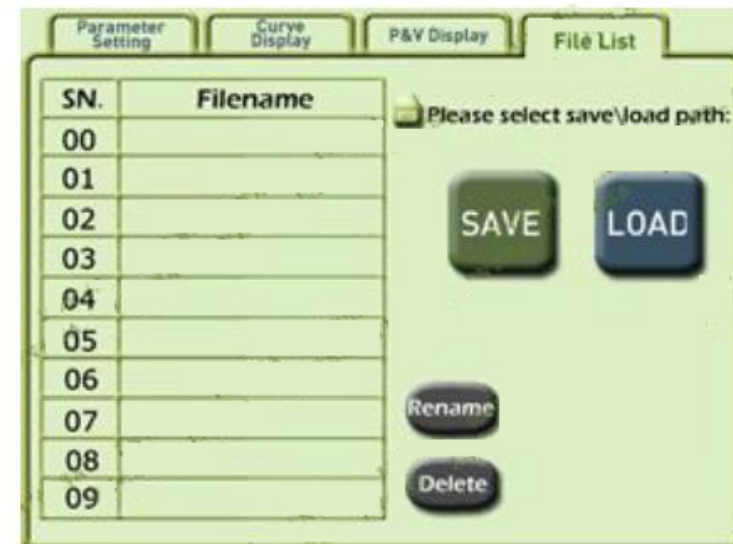 Parameter
Setting
Curve
Display
P&V Display
File List
SN. Filename
Please select save\load path:
00
01
02
SAVE LOAD
03
04
05
06
07
Rename
08
Delete
09